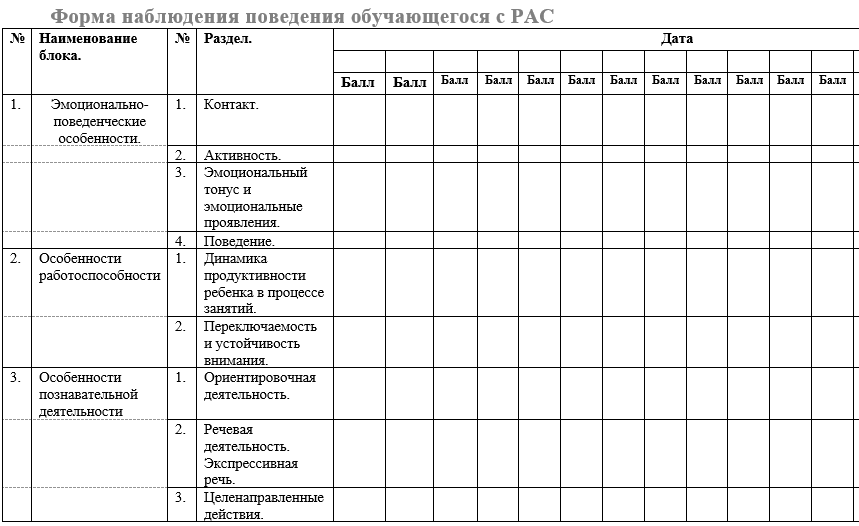 Форма наблюдения поведения обучающегося с РАС
№ Наименование № Раздел. Дата
блока.
Балл Балл Балл Балл Балл Балл Балл Балл Балл Балл Балл Балл
1. Эмоционально- 1. Контакт.
поведенческие
особенности.
2. Активность.
3. Эмоциональный
тонус и
эмоциональные
проявления.
4. Поведение.
2. Особенности 1. Динамика
работоспособности продуктивности
ребенка в процессе
занятий.
2. Переключаемость
и устойчивость
внимания.
3. Особенности 1. Ориентировочная
познавательной деятельность.
деятельности
2. Речевая
деятельность.
Экспрессивная
речь.
3. Целенаправленные
действия.